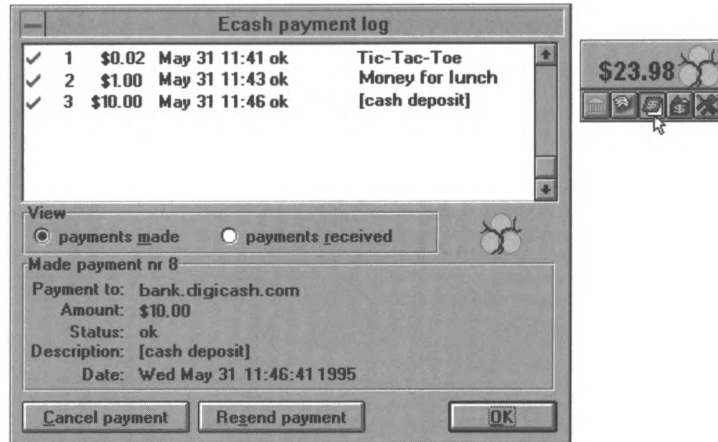 Ecash payment log
1 $0.02 May 31 11:41 ok Tic-Tac-Toe
2 $1.00 May 31 11:43 ok Money for lunch
3 $10.00 May 31 11:46 ok [cash deposit]
$23.98
View
payments made payments received
Made payment nr 8
Payment to: bank.digicash.com
Amount: $10.00
Status: ok
Description: [cash deposit]
Date: Wed May 31 11:46:41 1995
Cancel payment Resend payment OK